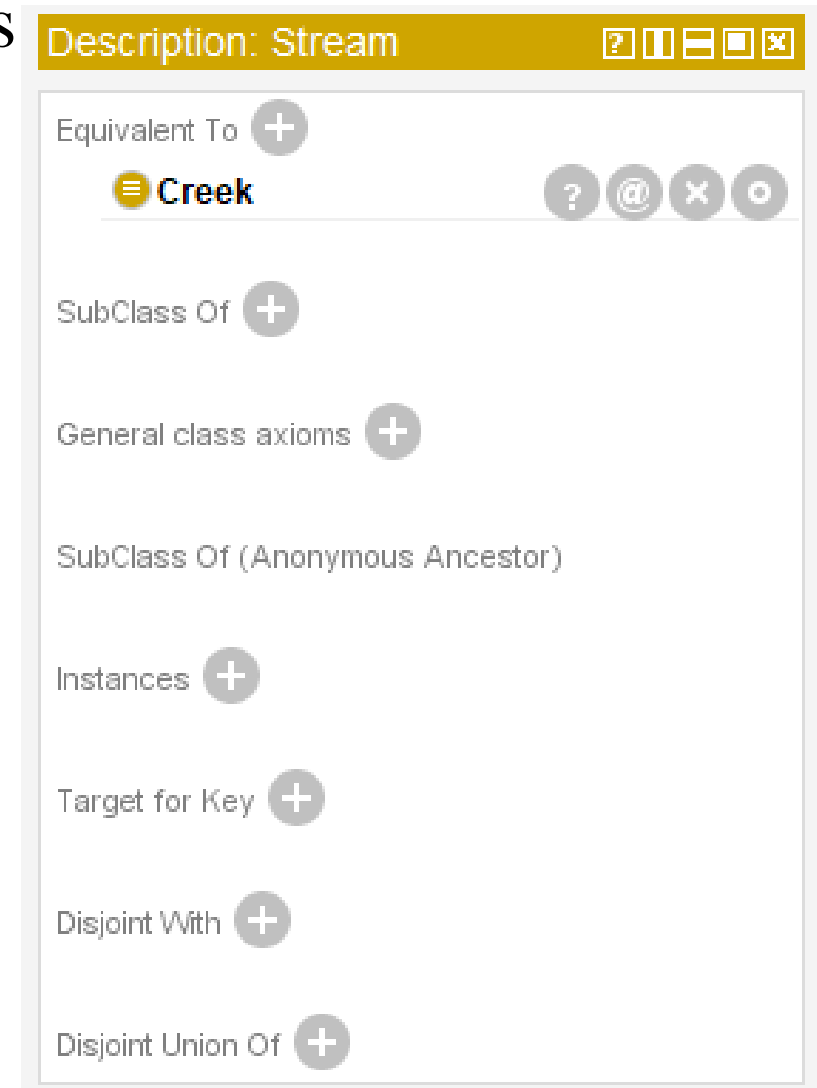 s
Description: Stream
Equivalent To
Creek
SubClass Of
General class axioms
SubClass Of (Anonymous Ancestor)
Instances
Target for Key
Disjoint With
Disjoint Union Of